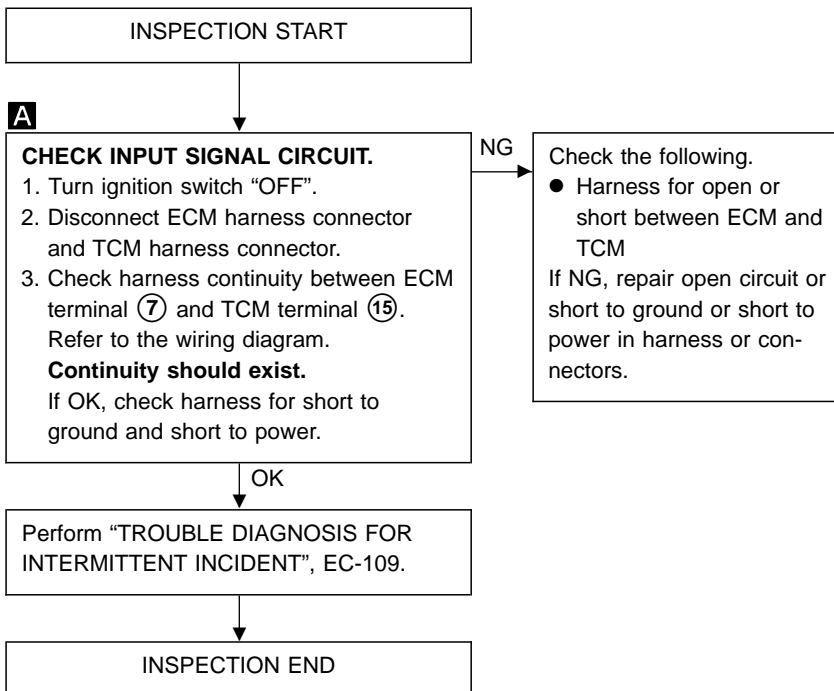 INSPECTION START
A
CHECK INPUT SIGNAL CIRCUIT.
1. Turn ignition switch “OFF”.
2. Disconnect ECM harness connector
and TCM harness connector.
3. Check harness continuity between ECM
terminal ⑦ and TCM terminal ⑮.
Refer to the wiring diagram.
Continuity should exist.
If OK, check harness for short to
ground and short to power.
NG
Check the following.
● Harness for open or
short between ECM and
TCM
If NG, repair open circuit or
short to ground or short to
power in harness or con-
nectors.
OK
Perform “TROUBLE DIAGNOSIS FOR
INTERMITTENT INCIDENT”, EC-109.
INSPECTION END